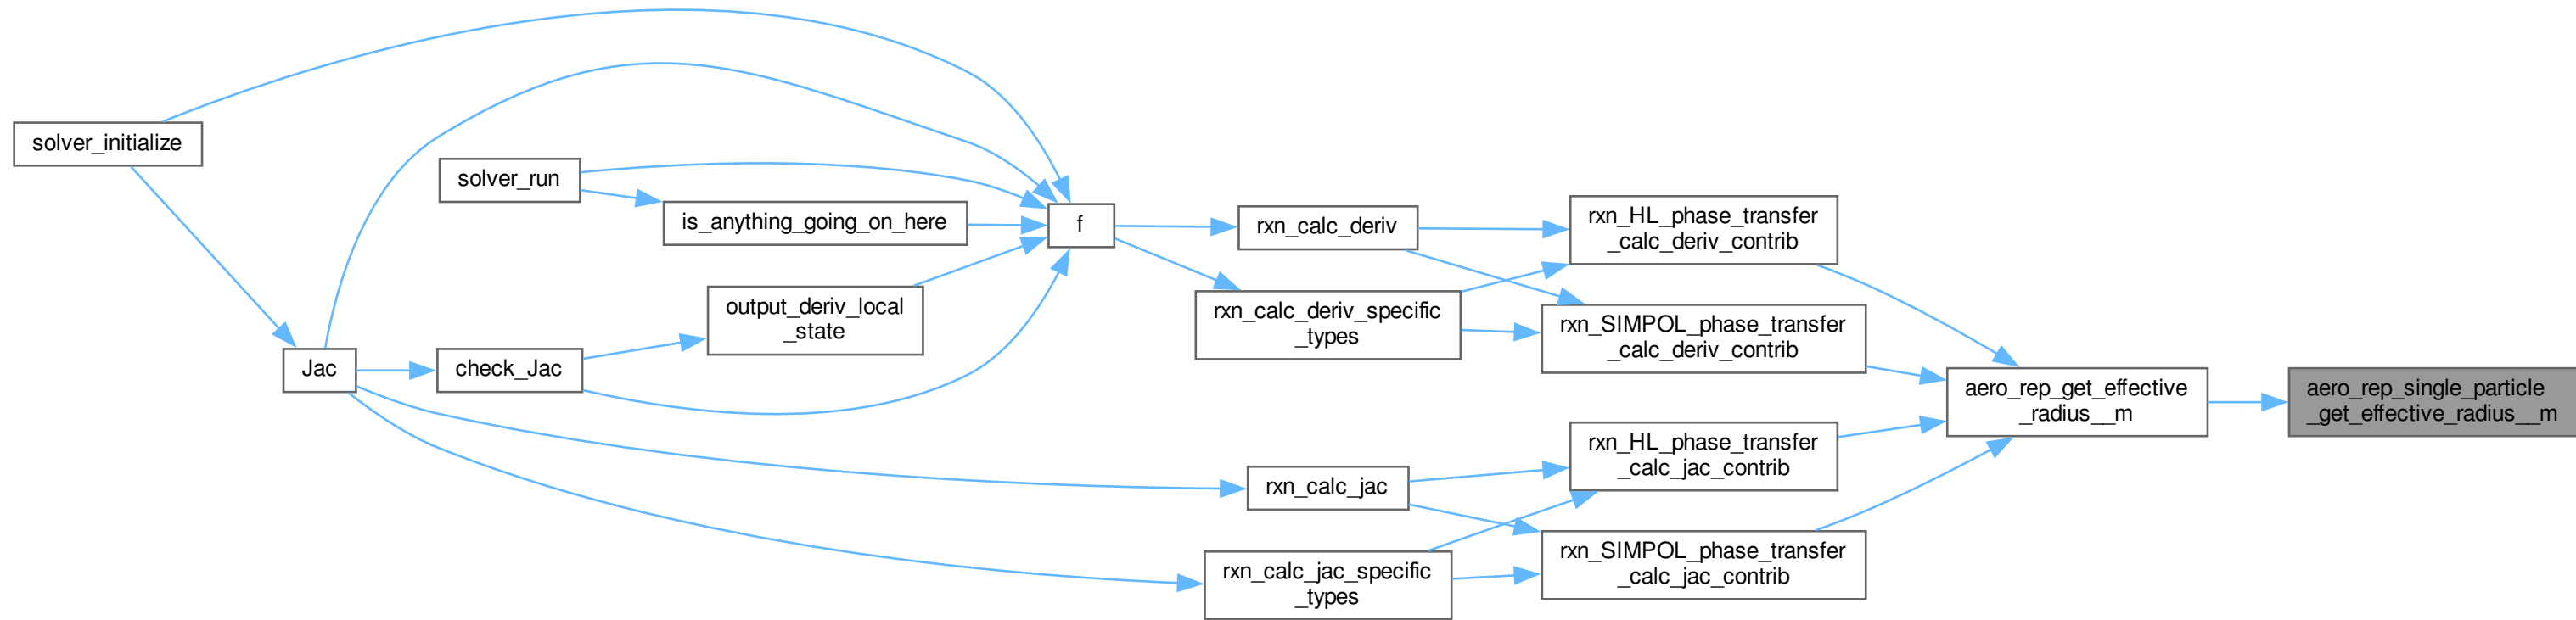 solver_initialize
solver_run
is_anything_going_on_here
f
rxn_calc_deriv
rxn_HL_phase_transfer
_calc_deriv_contrib
output_deriv_local
_state
rxn_calc_deriv_specific
_types
rxn_SIMPOL_phase_transfer
_calc_deriv_contrib
Jac
check_Jac
aero_rep_get_effective
_radius__m
aero_rep_single_particle
_get_effective_radius__m
rxn_HL_phase_transfer
_calc_jac_contrib
rxn_calc_jac
rxn_SIMPOL_phase_transfer
_calc_jac_contrib
rxn_calc_jac_specific
_types